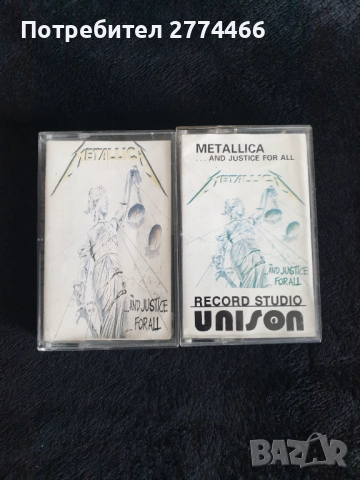 Потребител 2774466
METALLICA
...AND JUSTICE
FOR ALL
METALLICA
...AND JUSTICE FOR ALL
METALLICA
...AND JUSTICE
FOR ALL
RECORD STUDIO
unison
BAZAR